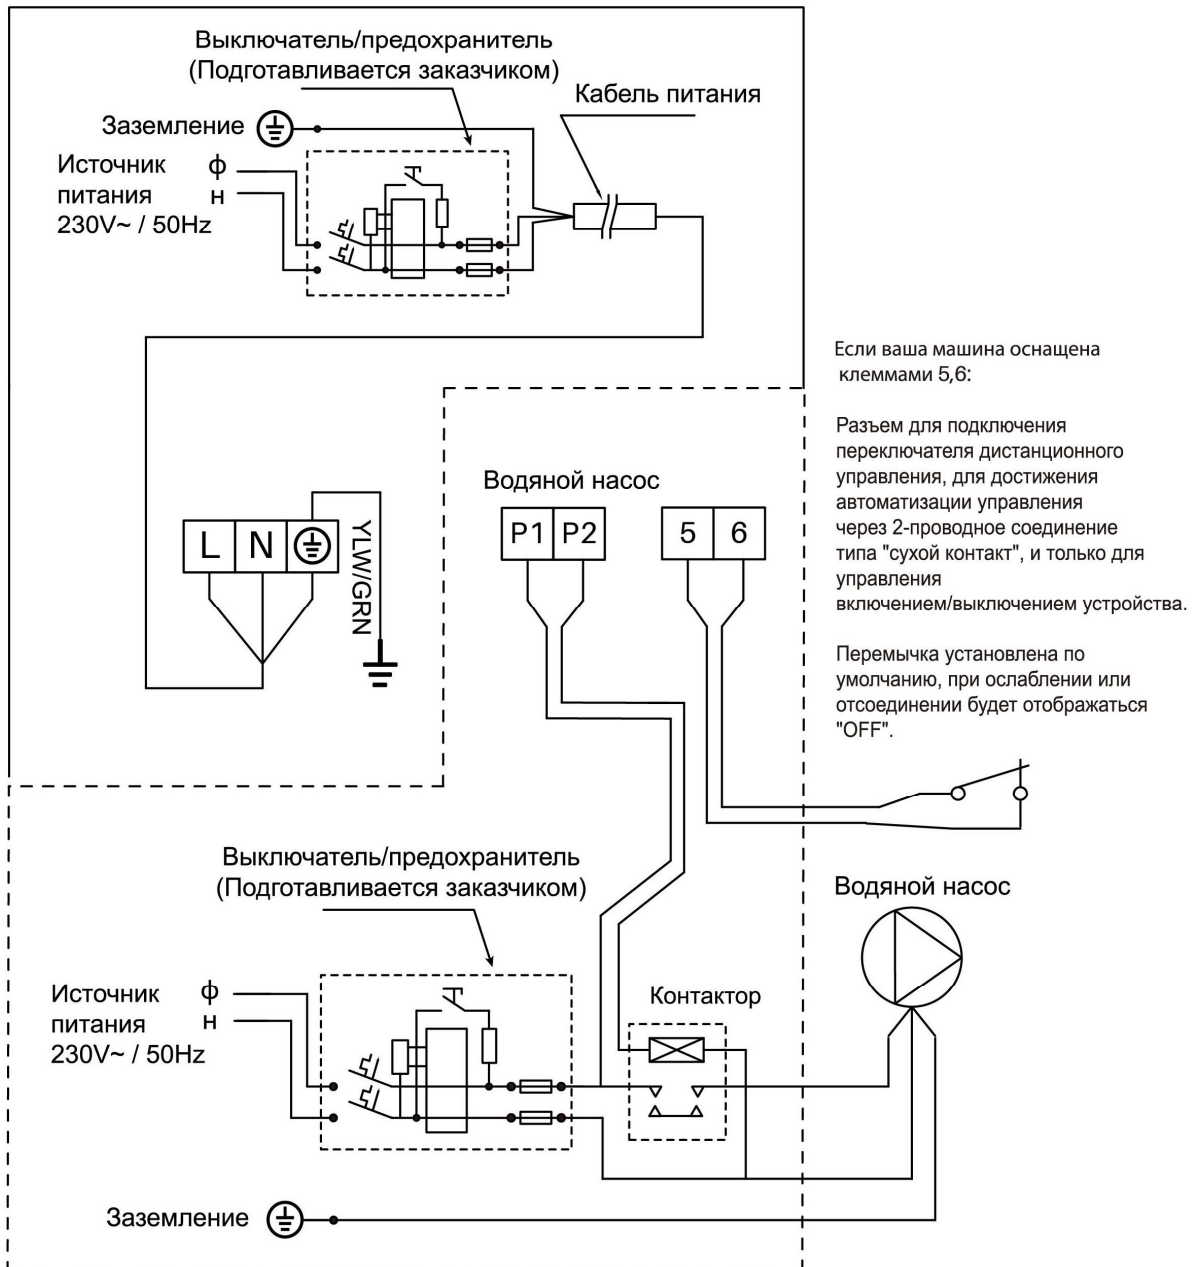 Выключатель/предохранитель
(Подготавливается заказчиком)
Кабель питания
Заземление
Источник ф
питания н
230V~ / 50Hz
Если ваша машина оснащена
клеммами 5,6:
Разъем для подключения
переключателя дистанционного
управления, для достижения
автоматизации управления
через 2-проводное соединение
типа "сухой контакт", и только для
управления
включением/выключением устройства.
Перемычка установлена по
умолчанию, при ослаблении или
отсоединении будет отображаться
"OFF".
Водяной насос
L N
YLW/GRN
P1 P2
5 6
Выключатель/предохранитель
(Подготавливается заказчиком)
Водяной насос
Источник ф
питания н
230V~ / 50Hz
Контактор
Заземление